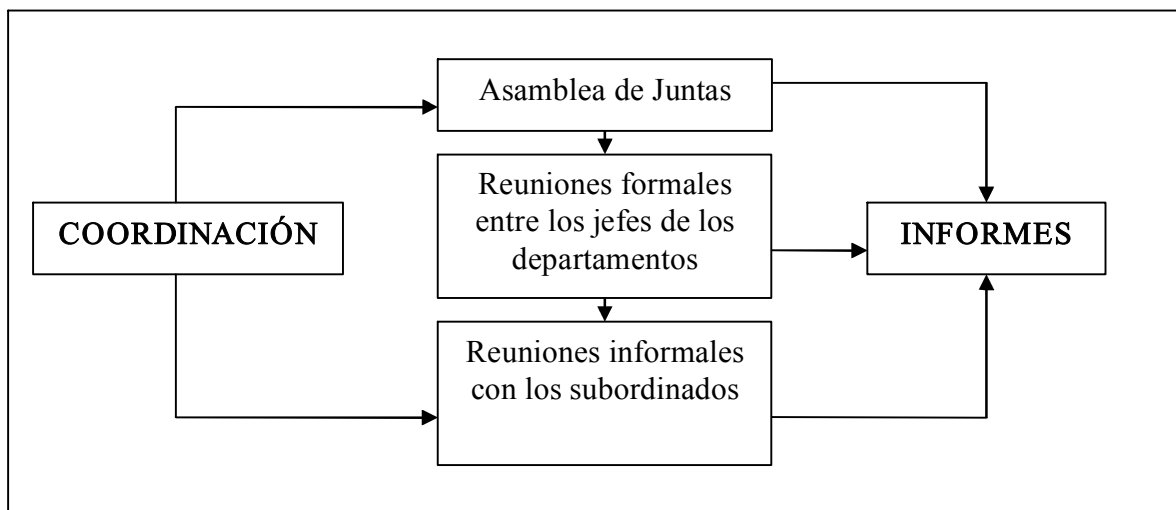 Asamblea de Juntas
Reuniones formales
entre los jefes de los
departamentos
COORDINACIÓN
INFORMES
Reuniones informales
con los subordinados